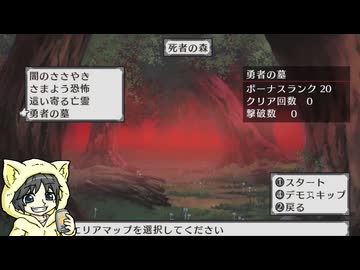 死者の森
闇のささやき
さまよう恐怖
這い寄る亡霊
勇者の墓
勇者の墓
ボーナスランク 20
クリア回数 0
撃破数 0
①スタート
④デモスキップ
②戻る
エリアマップを選択してください